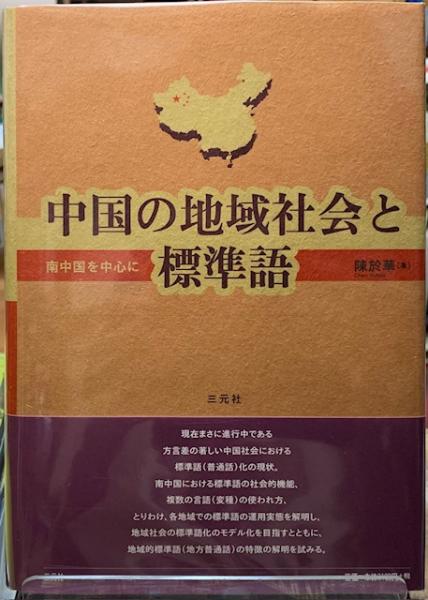 中国の地域社会と
標準語
南中国を中心に
陳於華(著)
三元社
現在まさに進行中である
方言差の著しい中国社会における
標準語(普通話)化の現状。
南中国における標準語の社会的機能、
複数の言語(変種)の使われ方、
とりわけ、各地域での標準語の運用実態を解明し、
地域社会の標準語化のモデル化を目指すとともに、
地域的標準語(地方普通話)の特徴の解明を試みる。
三元社